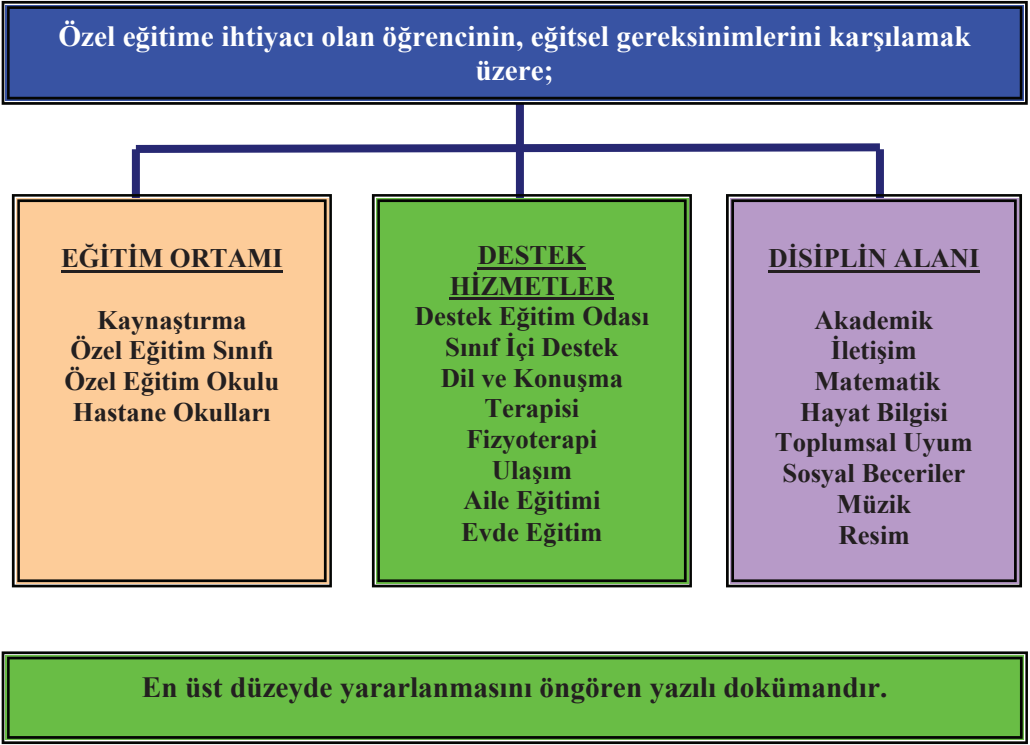 Özel eğitime ihtiyacı olan öğrencinin, eğitsel gereksinimlerini karşılamak
üzere;
EĞİTİM ORTAMI
Kaynaştırma
Özel Eğitim Sınıfı
Özel Eğitim Okulu
Hastane Okulları
DESTEK
HİZMETLER
Destek Eğitim Odası
Sınıf İçi Destek
Dil ve Konuşma
Terapisi
Fizyoterapi
Ulaşım
Aile Eğitimi
Evde Eğitim
DİSİPLİN ALANI
Akademik
İletişim
Matematik
Hayat Bilgisi
Toplumsal Uyum
Sosyal Beceriler
Müzik
Resim
En üst düzeyde yararlanmasını öngören yazılı dokümandır.